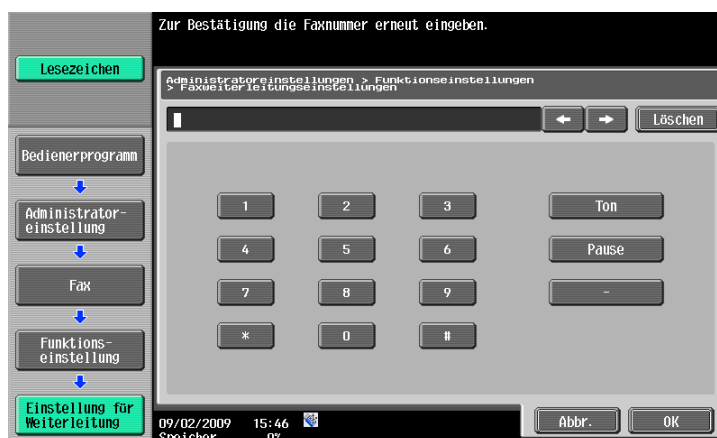 Zur Bestätigung die Faxnummer erneut eingeben.
Lesezeichen
Administratoreinstellungen > Funktionseinstellungen
> Faxweiterleitungseinstellungen
Löschen
Bedienerprogramm
Administrator-
einstellung
Fax
Funktions-
einstellung
Einstellung für
Weiterleitung
1 2 3 Ton
4 5 6 Pause
7 8 9 -
* 0 #
09/02/2009 15:46
Speicher 0%
Abbr. OK